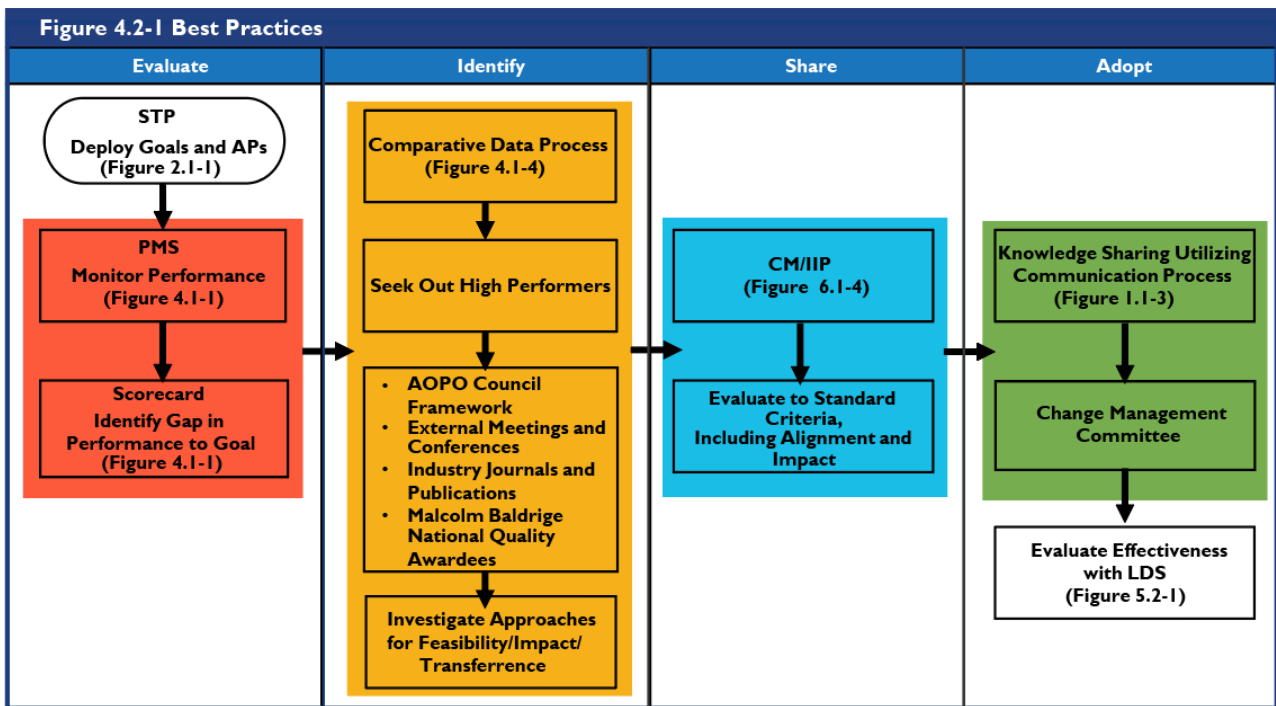 Figure 4.2-1 Best Practices
Evaluate
Identify
Share
Adopt
STP
Deploy Goals and APs
(Figure 2.1-1)
PMS
Monitor Performance
(Figure 4.1-1)
Scorecard
Identify Gap in
Performance to Goal
(Figure 4.1-1)
Comparative Data Process
(Figure 4.1-4)
Seek Out High Performers
• AOPO Council
Framework
• External Meetings and
Conferences
• Industry Journals and
Publications
• Malcolm Baldrige
National Quality
Awardees
Investigate Approaches
for Feasibility/Impact/
Transferrence
CM/IIP
(Figure 6.1-4)
Evaluate to Standard
Criteria,
Including Alignment and
Impact
Knowledge Sharing Utilizing
Communication Process
(Figure 1.1-3)
Change Management
Committee
Evaluate Effectiveness
with LDS
(Figure 5.2-1)